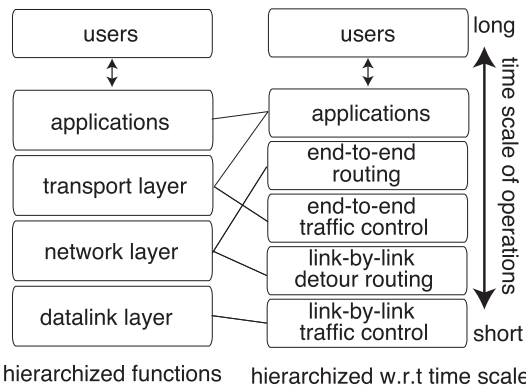 users
applications
transport layer
network layer
datalink layer
hierarchized functions
users
applications
end-to-end
routing
end-to-end
traffic control
link-by-link
detour routing
link-by-link
traffic control
hierarchized w.r.t time scale
long
time scale of operations
short